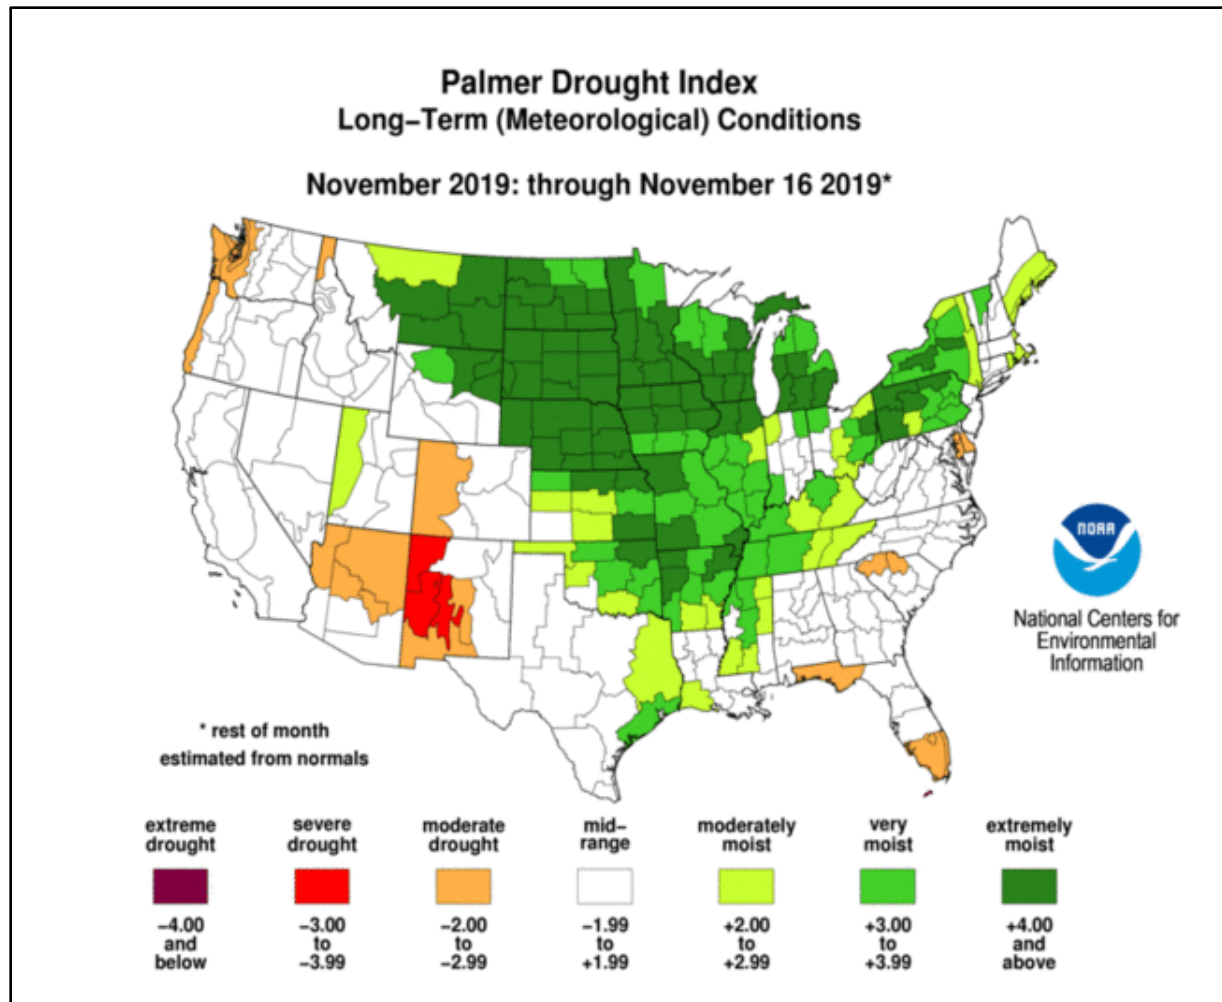 Palmer Drought Index
Long−Term (Meteorological) Conditions
November 2019: through November 16 2019*
NOAA
National Centers for
Environmental
Information
* rest of month
estimated from normals
extreme drought
severe drought
moderate drought
mid− range
moderately moist
very moist
extremely moist
−4.00 and below
−3.00 to −3.99
−2.00 to −2.99
−1.99 to +1.99
+2.00 to +2.99
+3.00 to +3.99
+4.00 and above